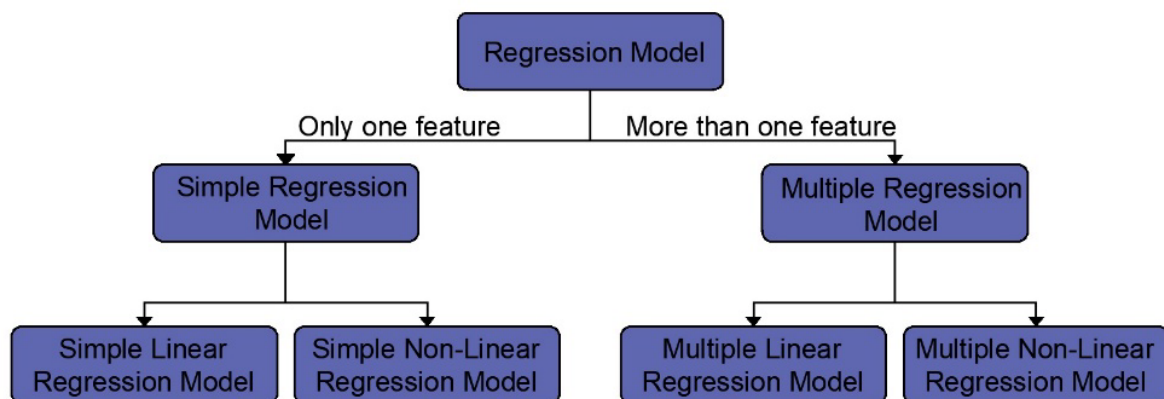 Regression Model
Only one feature
More than one feature
Simple Regression
Model
Multiple Regression
Model
Simple Linear
Regression Model
Simple Non-Linear
Regression Model
Multiple Linear
Regression Model
Multiple Non-Linear
Regression Model